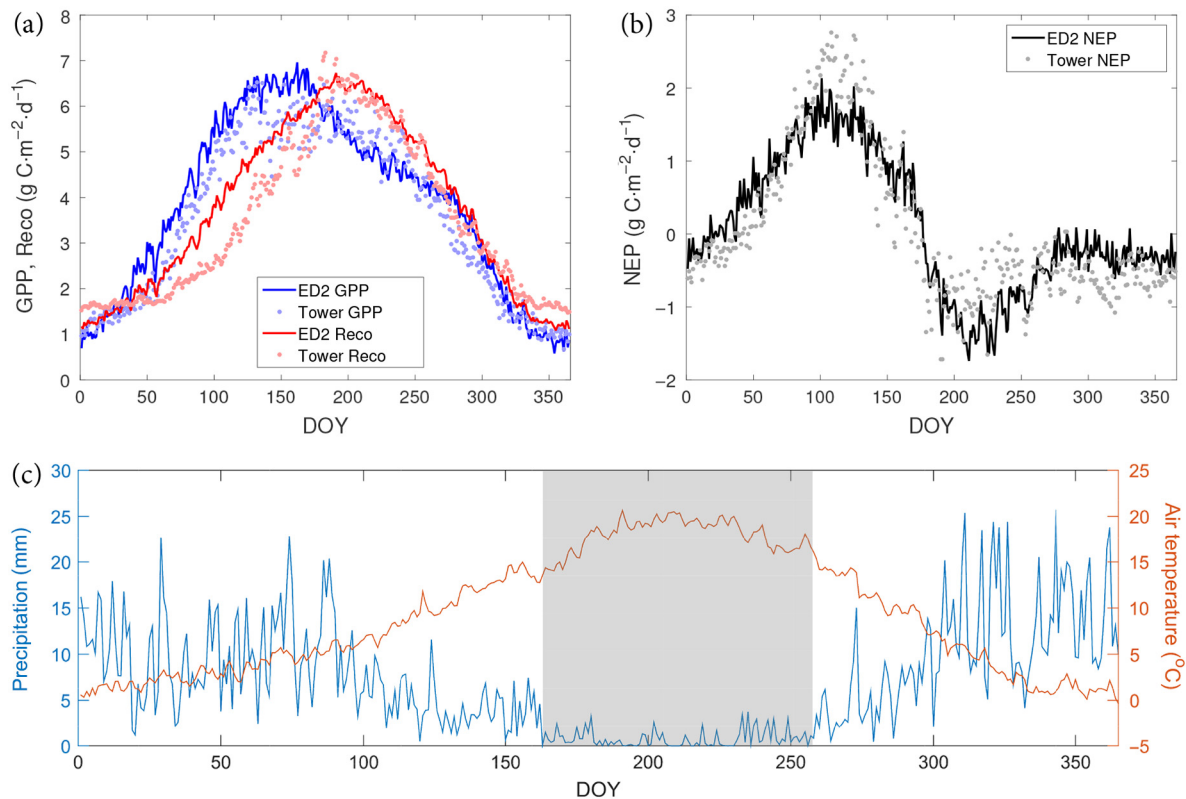 (a)
8
7
6
5
4
3
2
1
0
GPP, Reco (g C·m⁻²·d⁻¹)
ED2 GPP
Tower GPP
ED2 Reco
Tower Reco
0 50 100 150 200 250 300 350
DOY
(b)
3
2
1
0
−1
−2
NEP (g C·m⁻²·d⁻¹)
ED2 NEP
Tower NEP
0 50 100 150 200 250 300 350
DOY
(c)
30
25
20
15
10
5
0
Precipitation (mm)
25
20
15
10
5
0
−5
Air temperature (°C)
0 50 100 150 200 250 300 350
DOY